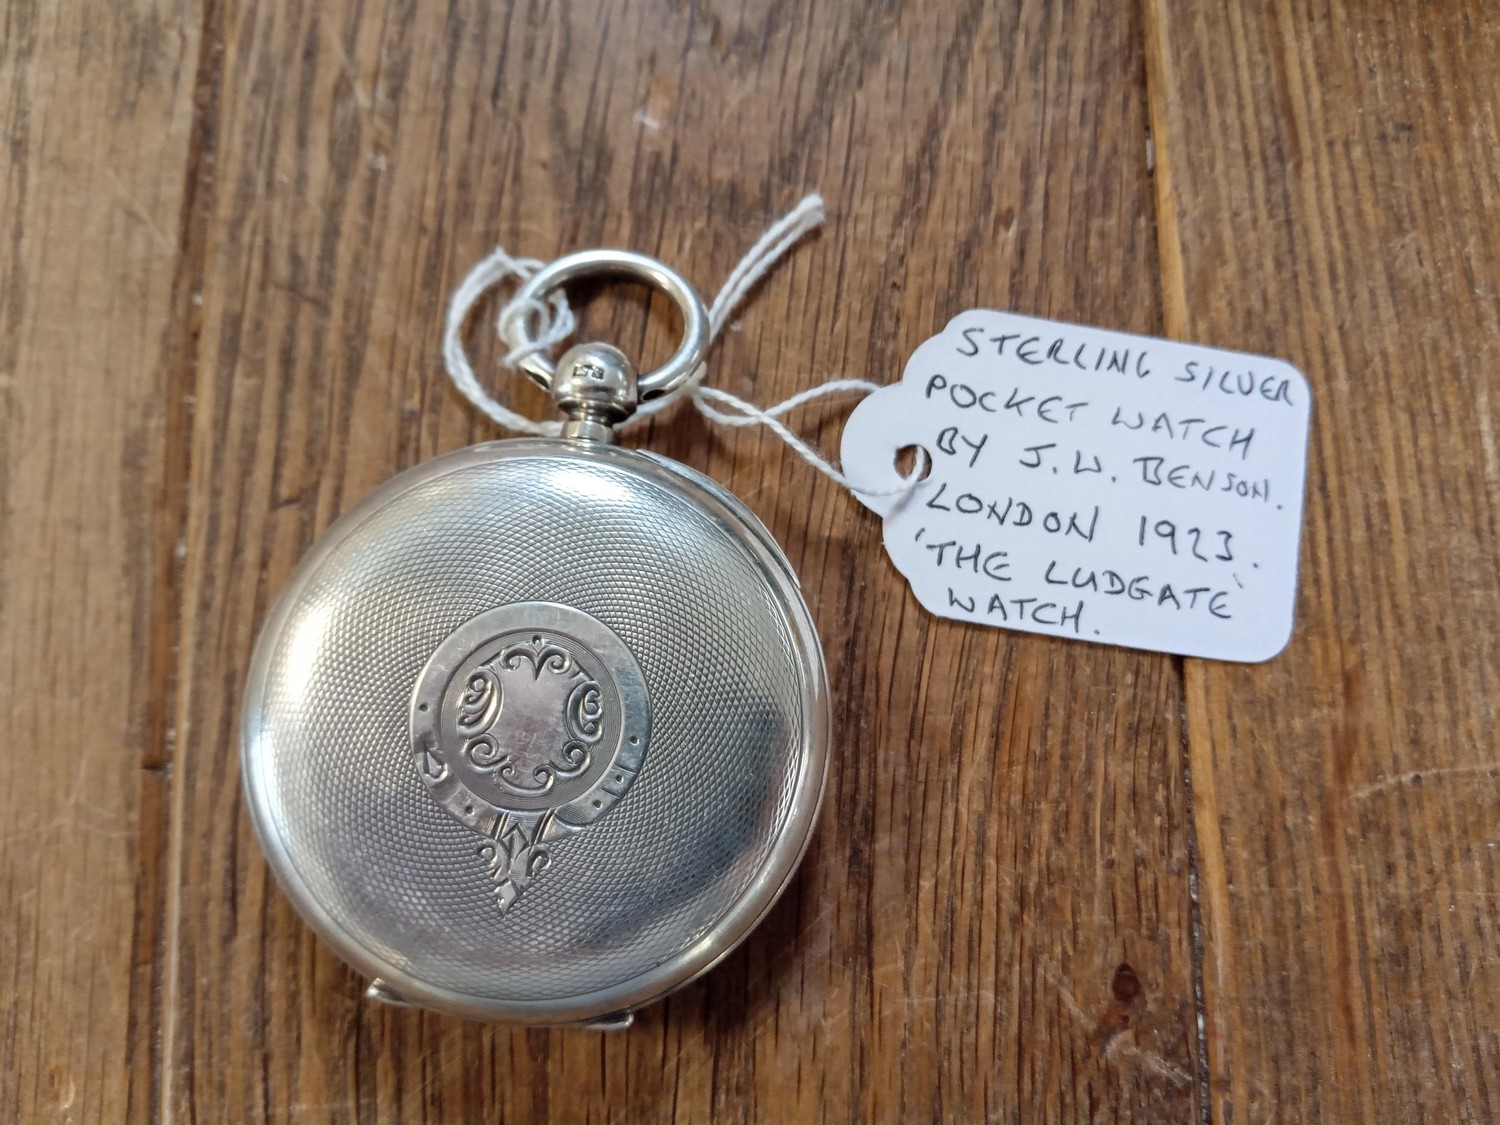 STERLING SILVER
POCKET WATCH
BY J.W. BENSON.
LONDON 1923.
'THE LUDGATE'
WATCH.